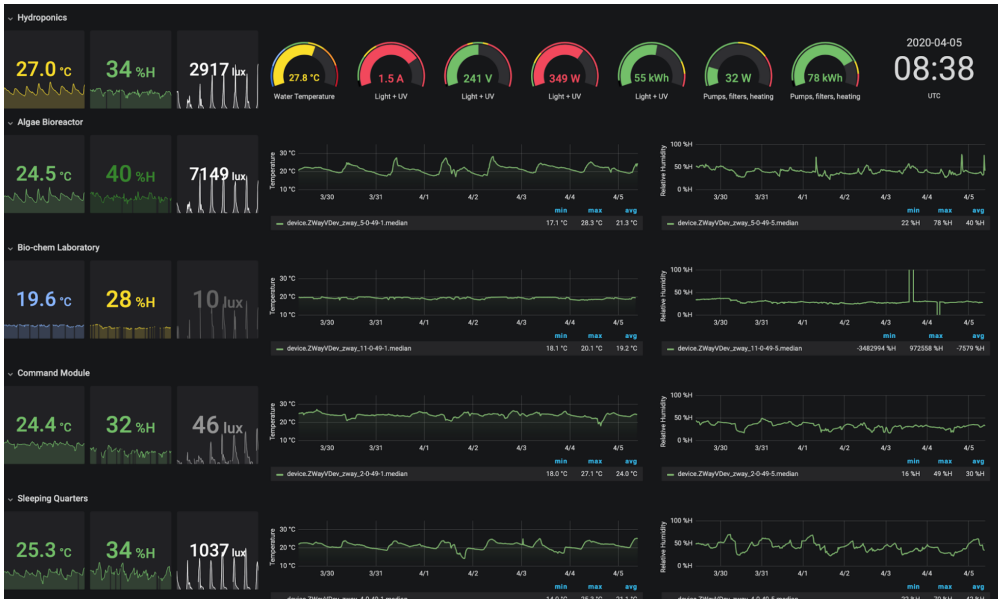 Hydroponics
27.0 °C 34 %H 2917 lux
27.8 °C 1.5 A 241 V 349 W 55 kWh 32 W 78 kWh
Water Temperature Light + UV Light + UV Light + UV Light + UV Pumps, filters, heating Pumps, filters, heating
2020-04-05
08:38
UTC
Algae Bioreactor
24.5 °C 40 %H 7149 lux
Temperature
30 °C
20 °C
10 °C
3/30 3/31 4/1 4/2 4/3 4/4 4/5
min max avg
device.ZWayVDev_zway_5-0-49-1.median 17.1 °C 28.3 °C 21.3 °C
Relative Humidity
100 %H
50 %H
0 %H
3/30 3/31 4/1 4/2 4/3 4/4 4/5
min max avg
device.ZWayVDev_zway_5-0-49-5.median 22 %H 78 %H 40 %H
Bio-chem Laboratory
19.6 °C 28 %H 10 lux
Temperature
30 °C
20 °C
10 °C
3/30 3/31 4/1 4/2 4/3 4/4 4/5
min max avg
device.ZWayVDev_zway_11-0-49-1.median 18.1 °C 20.1 °C 19.2 °C
Relative Humidity
100 %H
50 %H
0 %H
3/30 3/31 4/1 4/2 4/3 4/4 4/5
min max avg
device.ZWayVDev_zway_11-0-49-5.median -3482994 %H 972558 %H -7579 %H
Command Module
24.4 °C 32 %H 46 lux
Temperature
30 °C
20 °C
10 °C
3/30 3/31 4/1 4/2 4/3 4/4 4/5
min max avg
device.ZWayVDev_zway_2-0-49-1.median 18.0 °C 27.1 °C 24.0 °C
Relative Humidity
100 %H
50 %H
0 %H
3/30 3/31 4/1 4/2 4/3 4/4 4/5
min max avg
device.ZWayVDev_zway_2-0-49-5.median 16 %H 49 %H 30 %H
Sleeping Quarters
25.3 °C 34 %H 1037 lux
Temperature
30 °C
20 °C
10 °C
3/30 3/31 4/1 4/2 4/3 4/4 4/5
min max avg
Relative Humidity
100 %H
50 %H
0 %H
3/30 3/31 4/1 4/2 4/3 4/4 4/5
min max avg